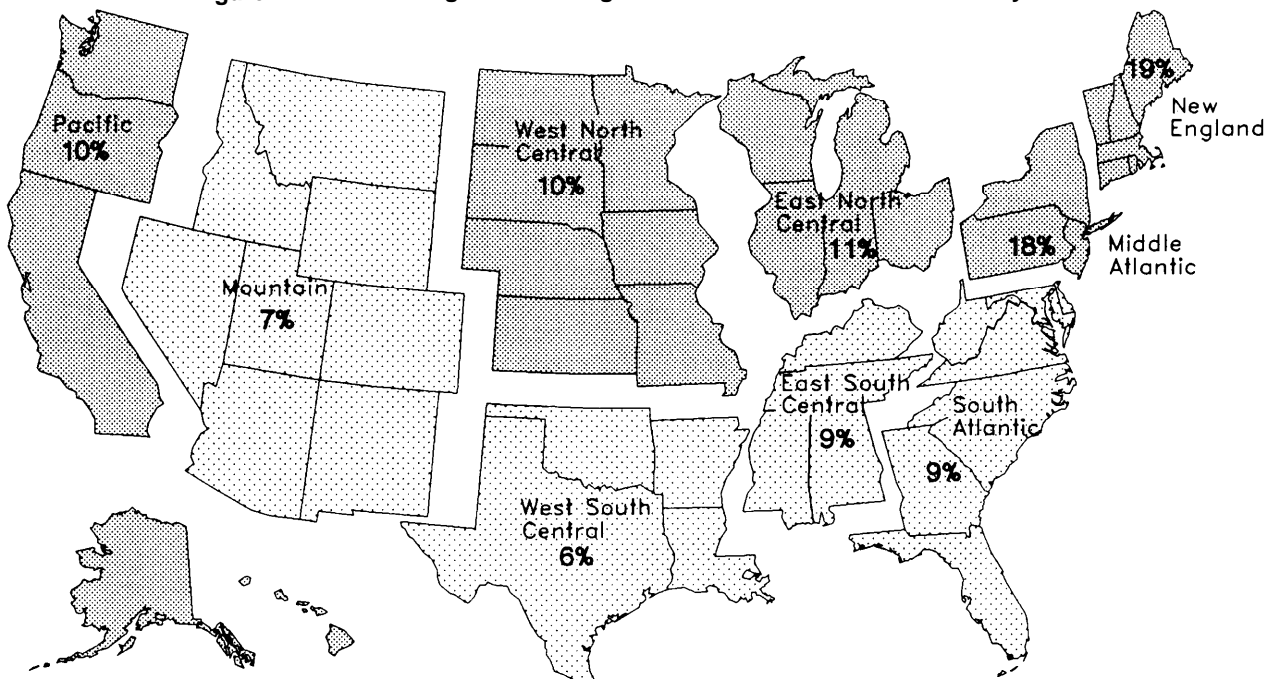 19%
New
England
Pacific
10%
West North
Central
10%
East North
Central
11%
18%
Middle
Atlantic
Mountain
7%
East South
Central
9%
South
Atlantic
9%
West South
Central
6%